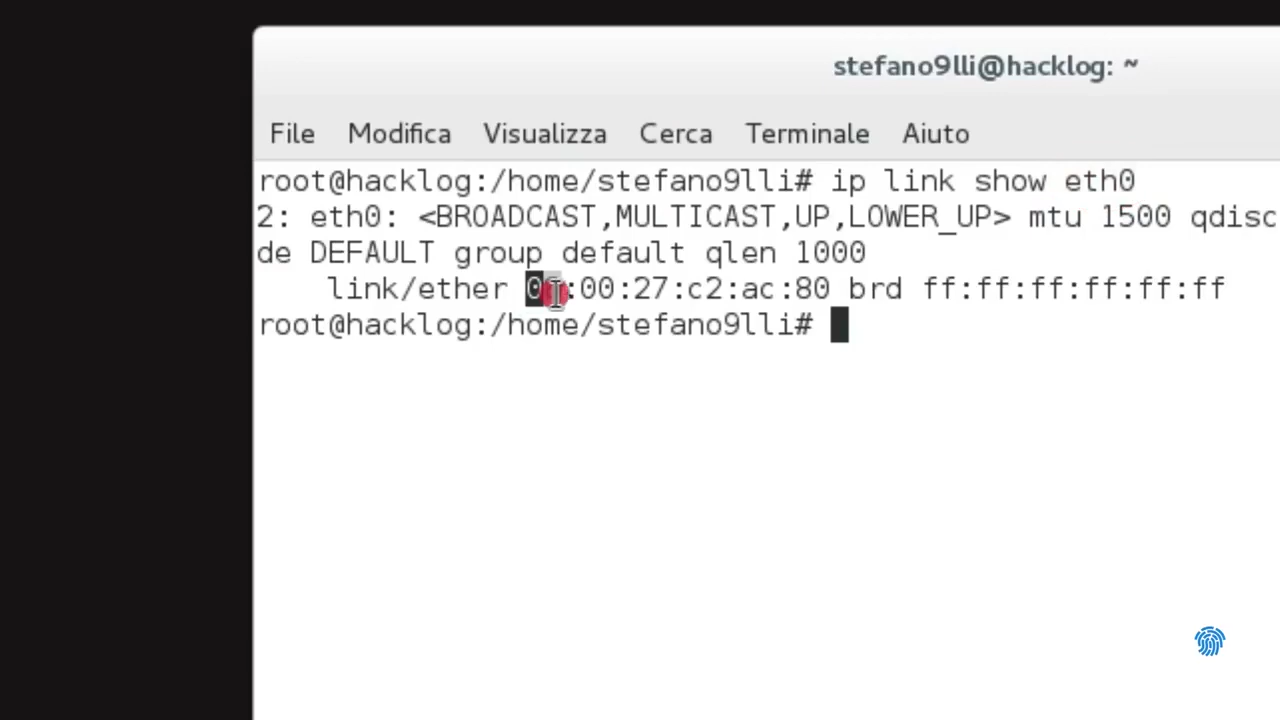 stefano9lli@hacklog: ~
File Modifica Visualizza Cerca Terminale Aiuto
root@hacklog:/home/stefano9lli# ip link show eth0
2: eth0: <BROADCAST,MULTICAST,UP,LOWER_UP> mtu 1500 qdisc
de DEFAULT group default qlen 1000
link/ether :00:27:c2:ac:80 brd ff:ff:ff:ff:ff:ff
root@hacklog:/home/stefano9lli#